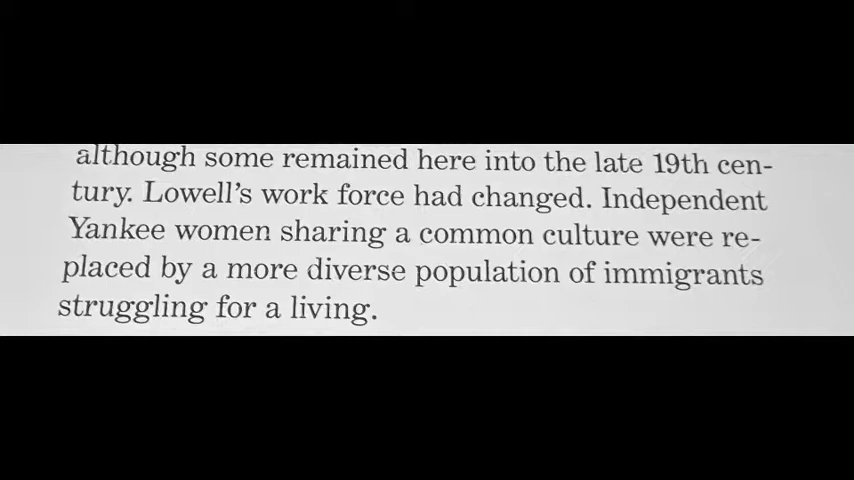 although some remained here into the late 19th cen-
tury. Lowell's work force had changed. Independent
Yankee women sharing a common culture were re-
placed by a more diverse population of immigrants
struggling for a living.